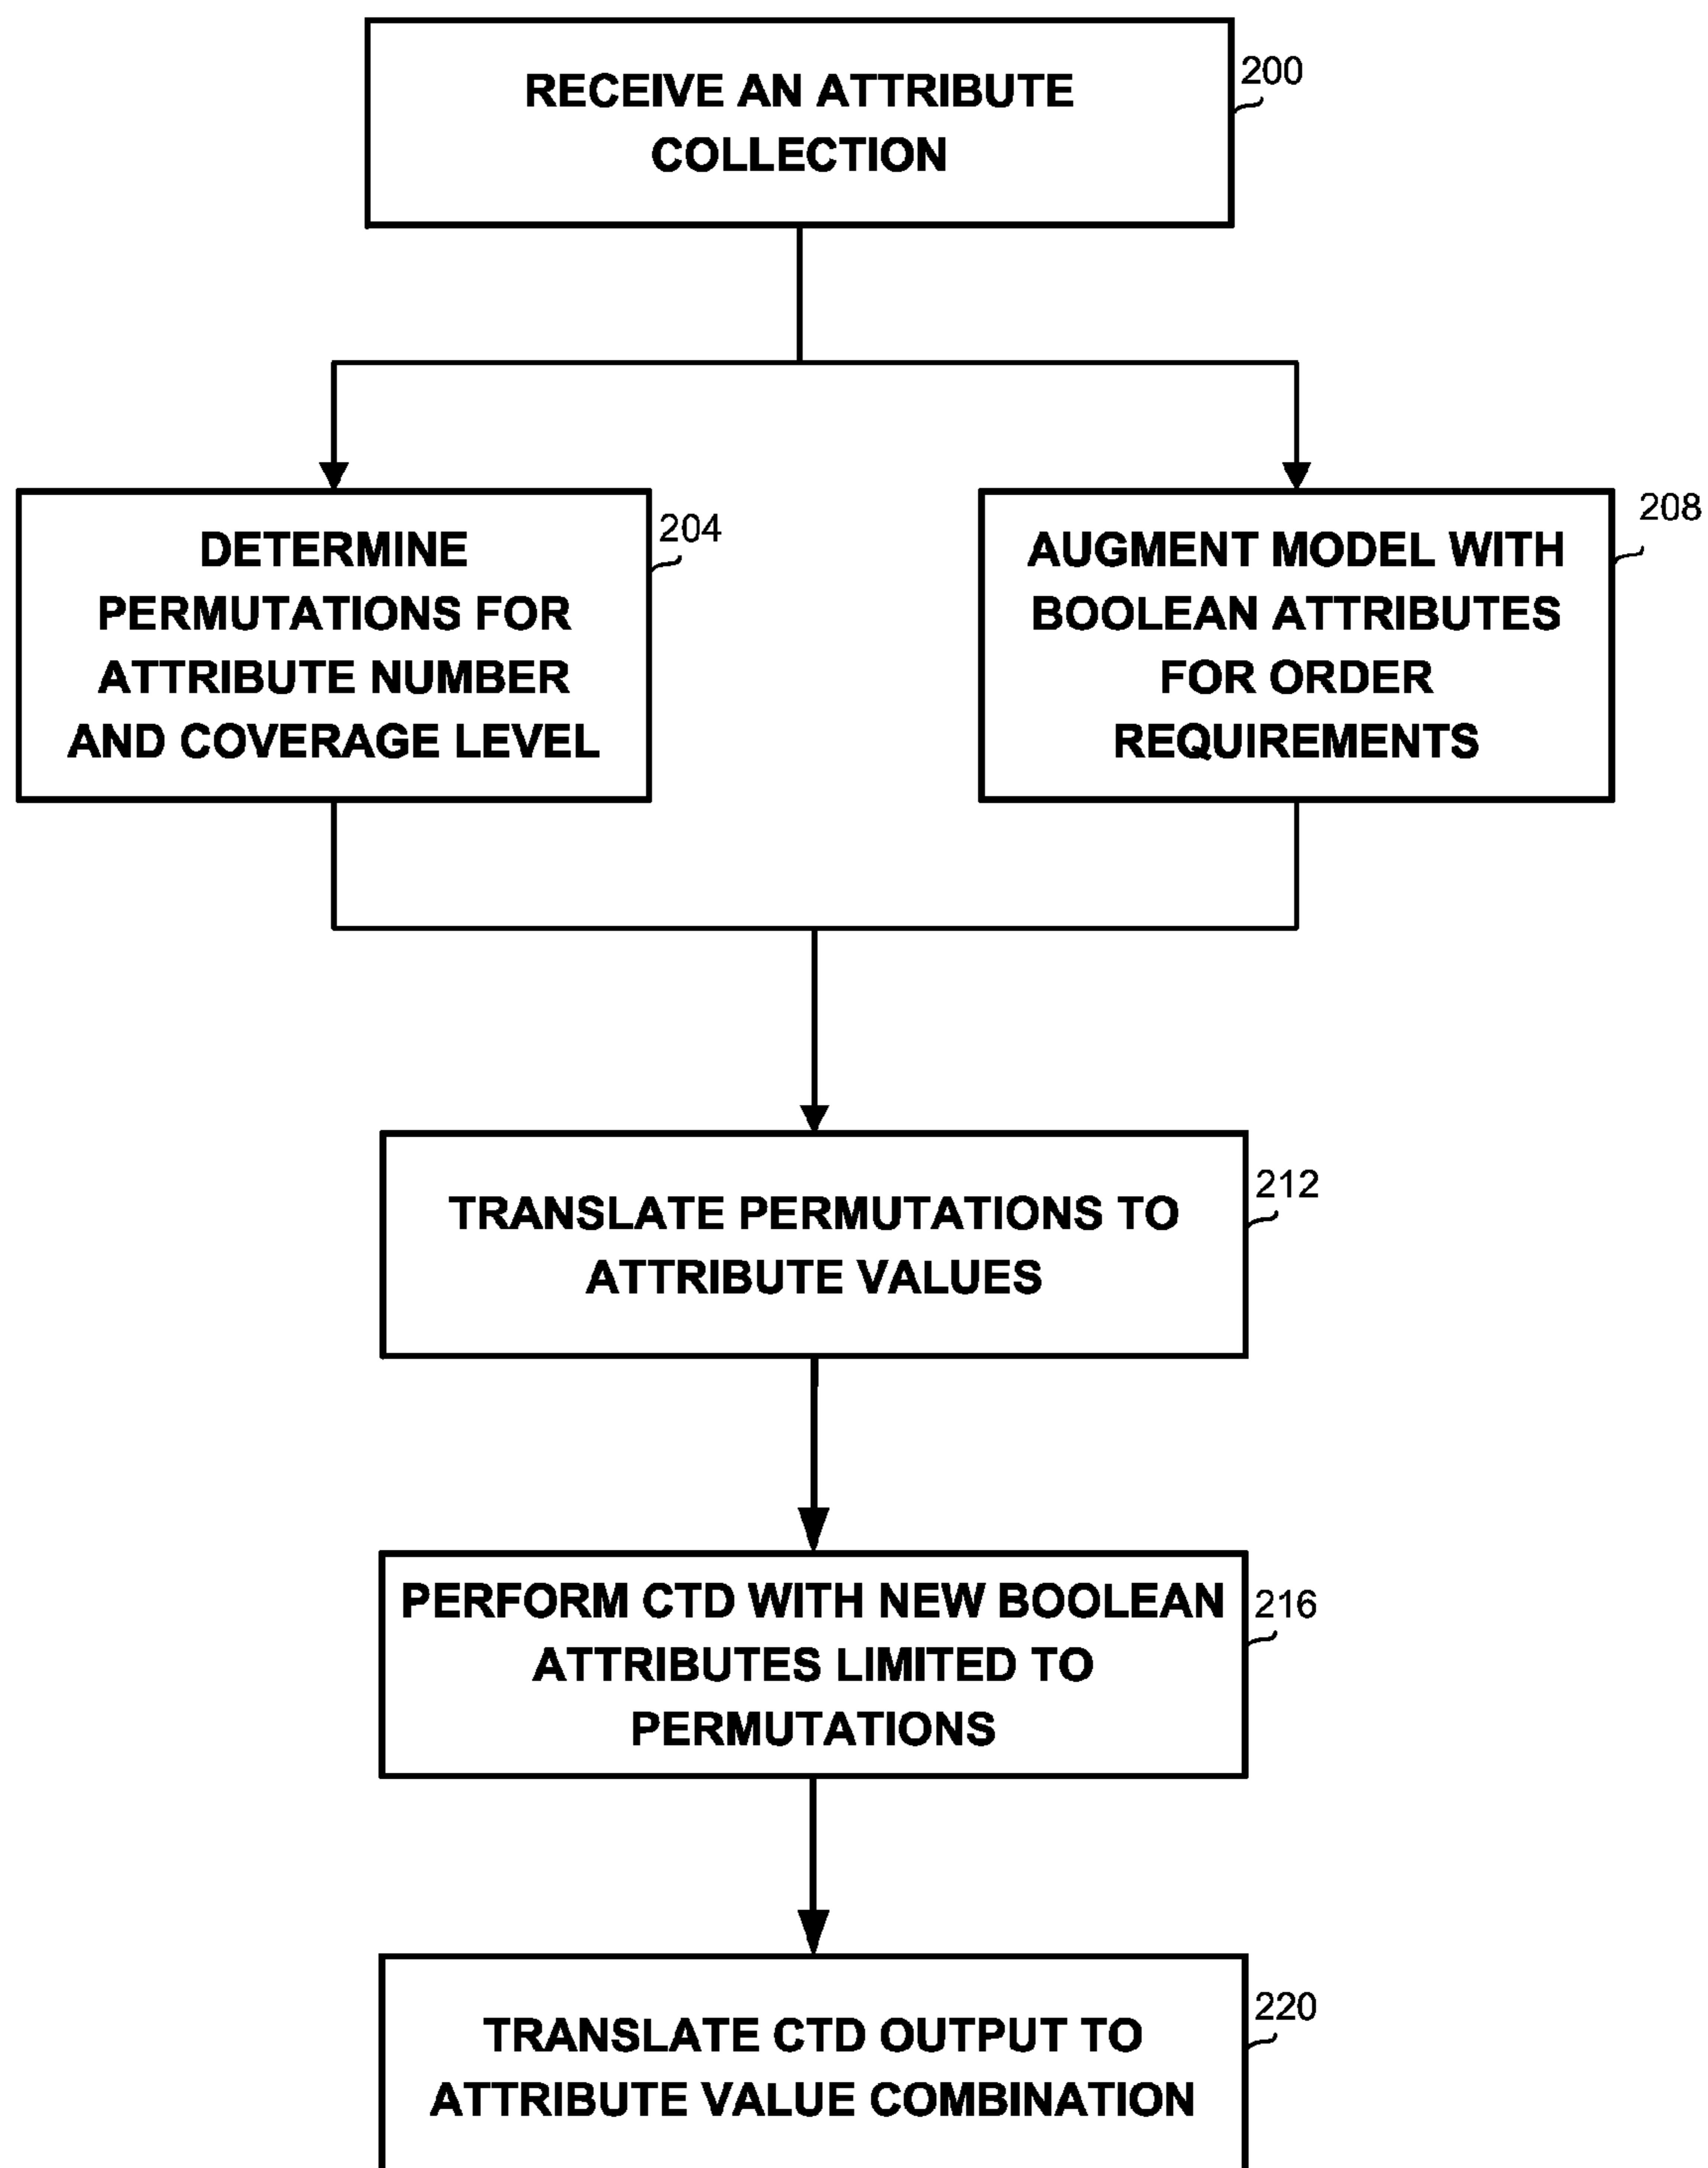 RECEIVE AN ATTRIBUTE
COLLECTION
200
DETERMINE
PERMUTATIONS FOR
ATTRIBUTE NUMBER
AND COVERAGE LEVEL
204
AUGMENT MODEL WITH
BOOLEAN ATTRIBUTES
FOR ORDER
REQUIREMENTS
208
TRANSLATE PERMUTATIONS TO
ATTRIBUTE VALUES
212
PERFORM CTD WITH NEW BOOLEAN
ATTRIBUTES LIMITED TO
PERMUTATIONS
216
TRANSLATE CTD OUTPUT TO
ATTRIBUTE VALUE COMBINATION
220